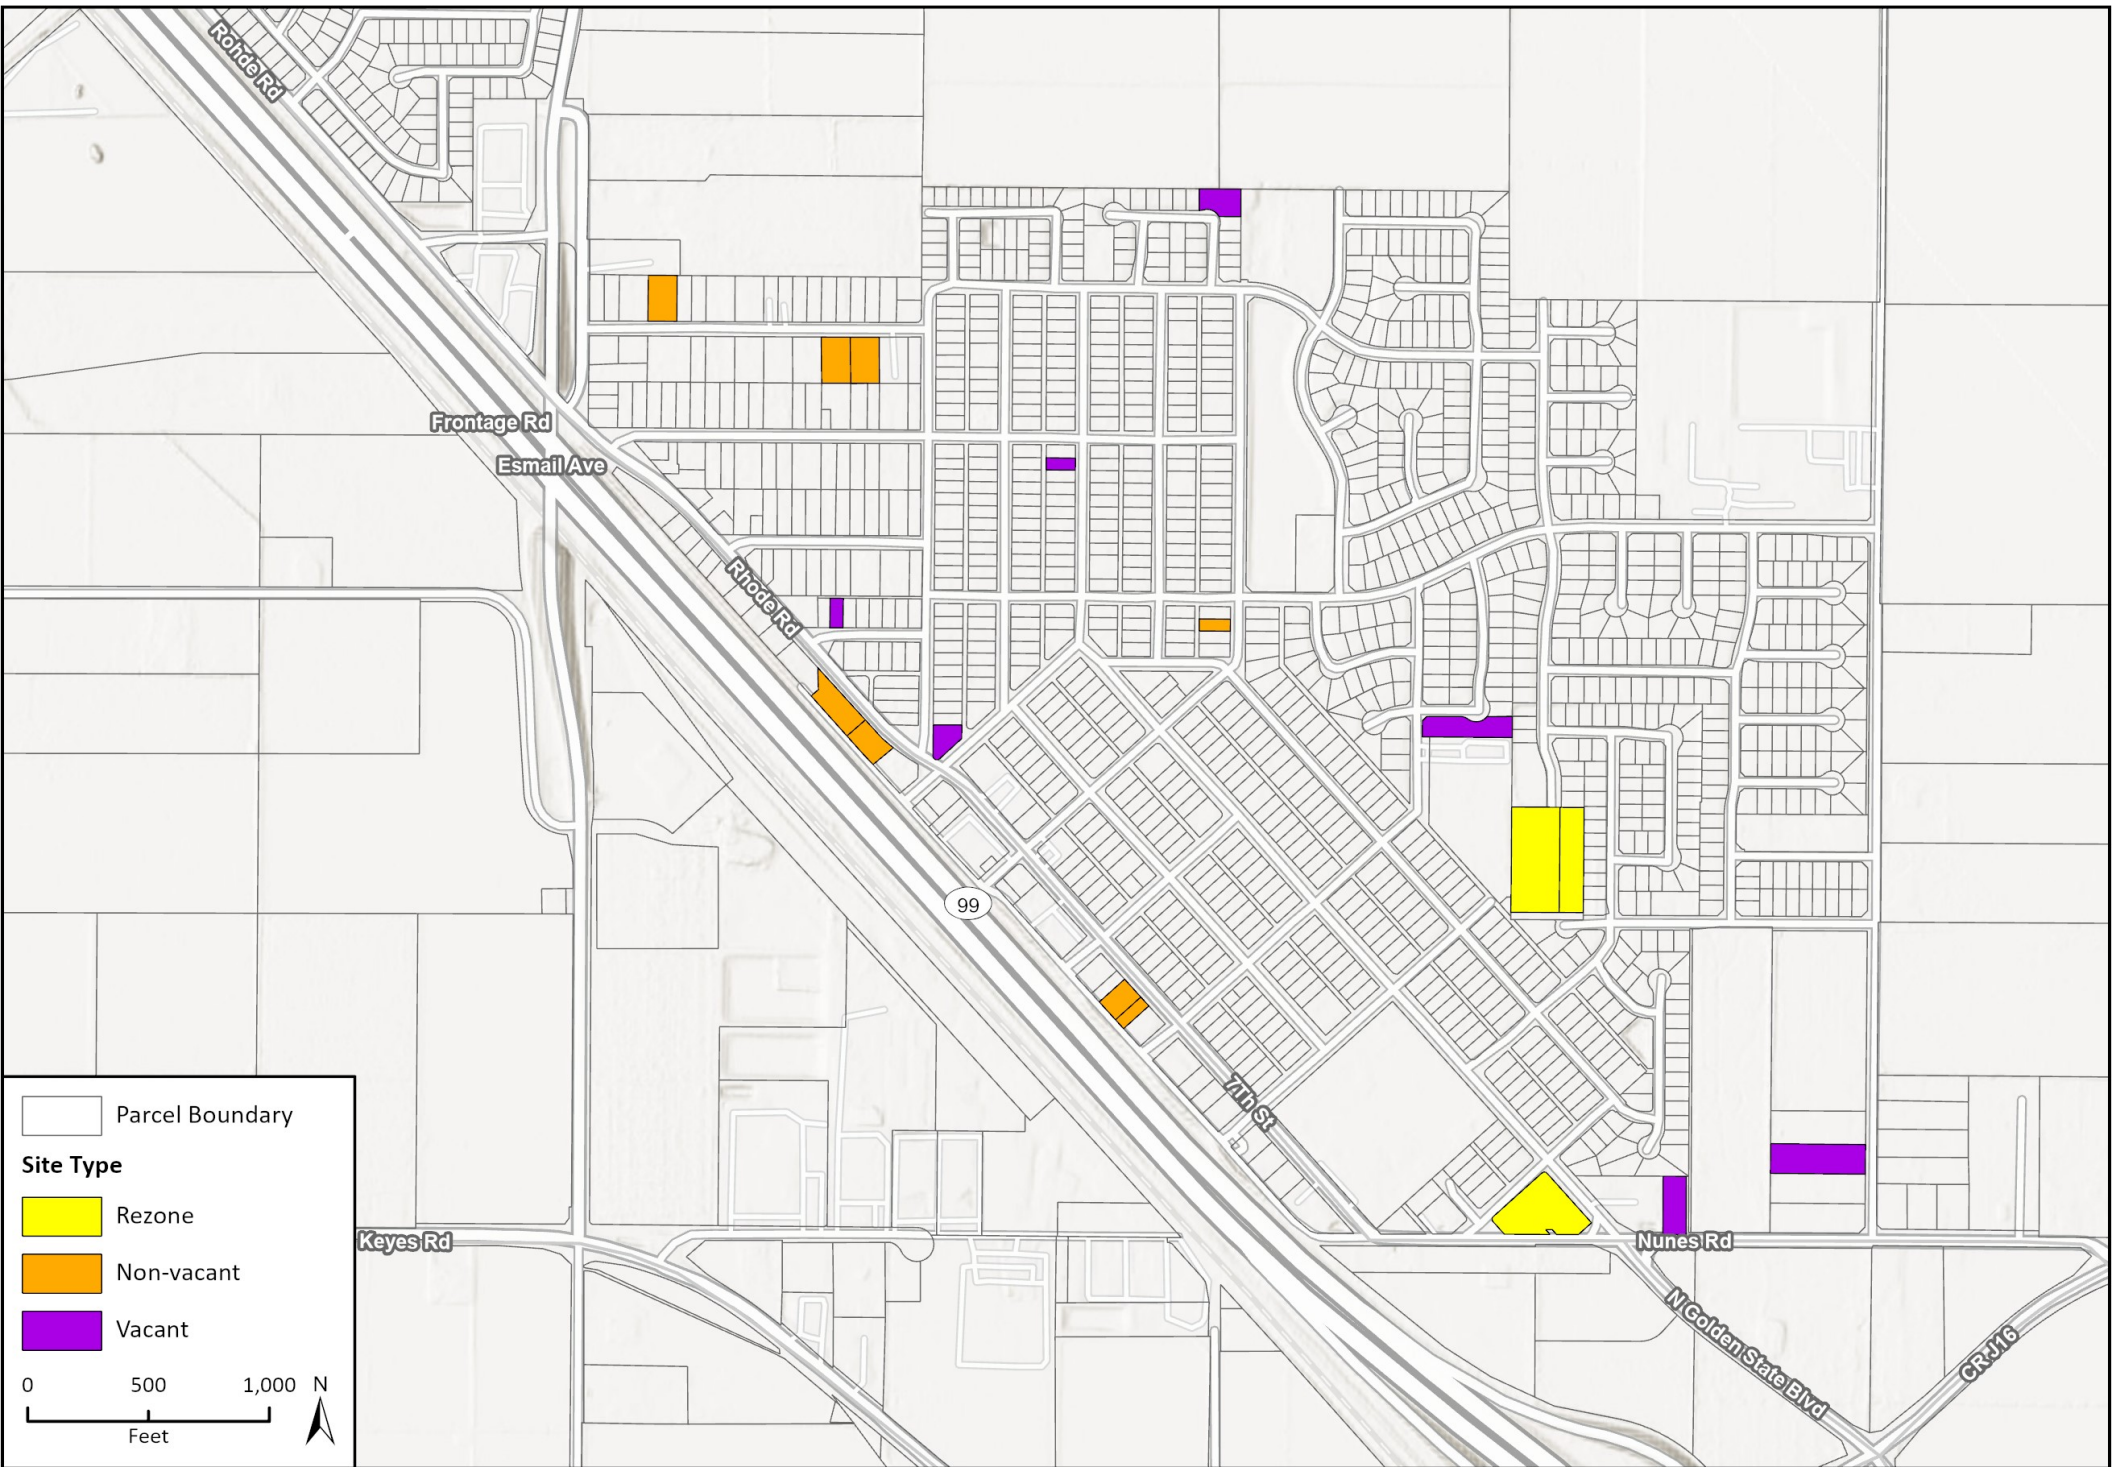 Rohde Rd
Frontage Rd
Esmail Ave
Rhode Rd
99
7Th St
Keyes Rd
Nunes Rd
N Golden State Blvd
CR-J16
Parcel Boundary
Site Type
Rezone
Non-vacant
Vacant
0 500 1,000 N
Feet